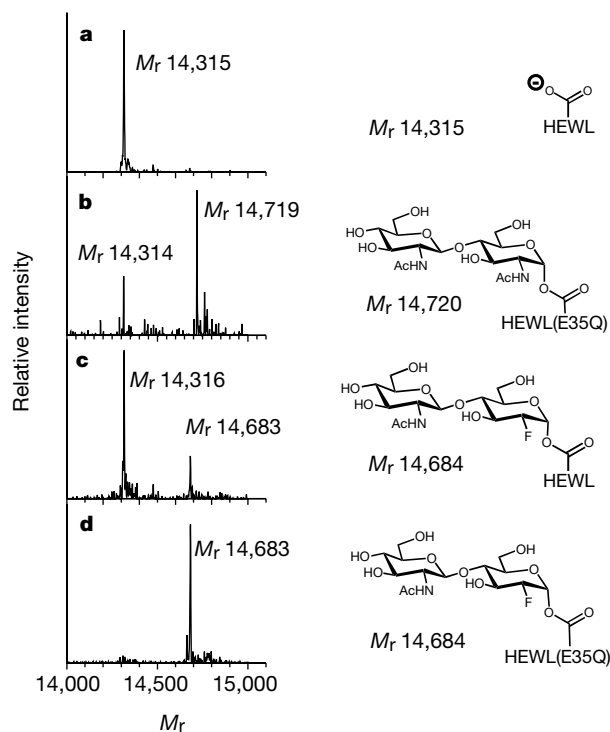 a
Mr 14,315
Mr 14,315
⊖
O
O
HEWL
b
Mr 14,719
Mr 14,314
OH
HO
HO
O
AcHN
O
OH
O
HO
AcHN
O
O
HEWL(E35Q)
Mr 14,720
c
Mr 14,316
Mr 14,683
OH
HO
HO
O
AcHN
O
OH
O
HO
F
O
O
HEWL
Mr 14,684
d
Mr 14,683
OH
HO
HO
O
AcHN
O
OH
O
HO
F
O
O
HEWL(E35Q)
Mr 14,684
Relative intensity
14,000 14,500 15,000
Mr